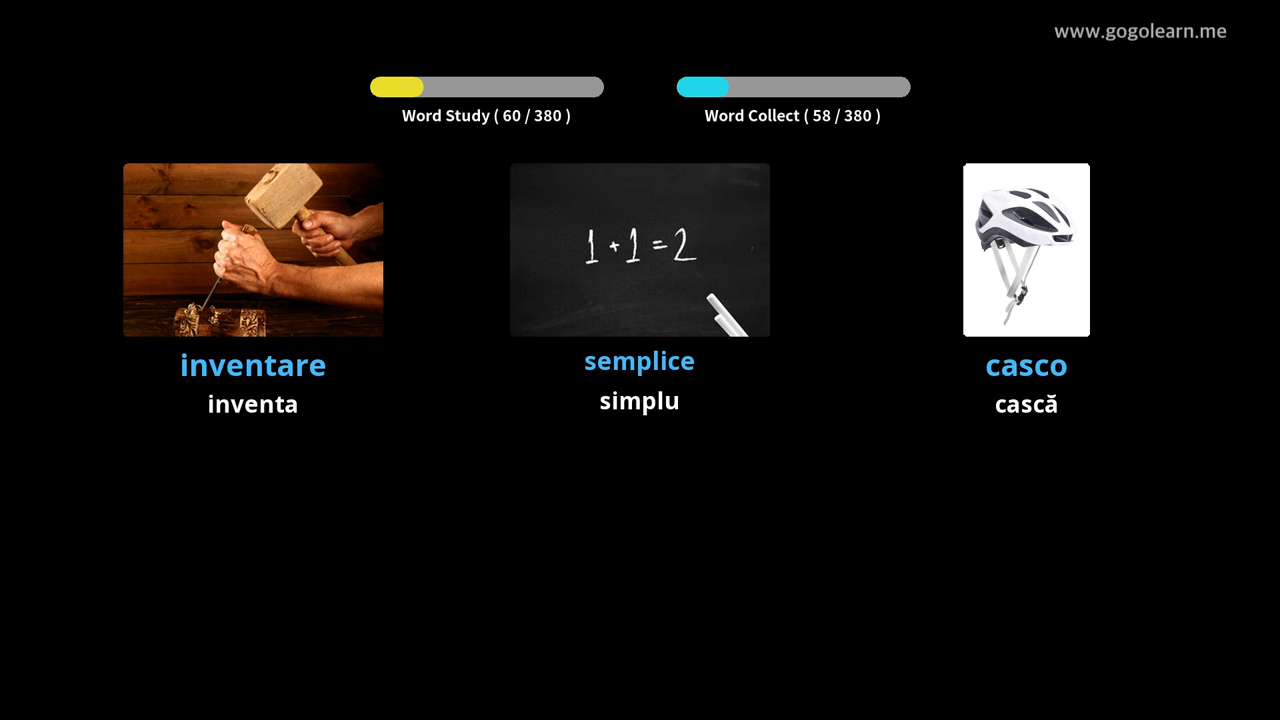 www.gogolearn.me
Word Study ( 60 / 380 )
Word Collect ( 58 / 380 )
1 + 1 = 2
inventare
inventa
semplice
simplu
casco
cască